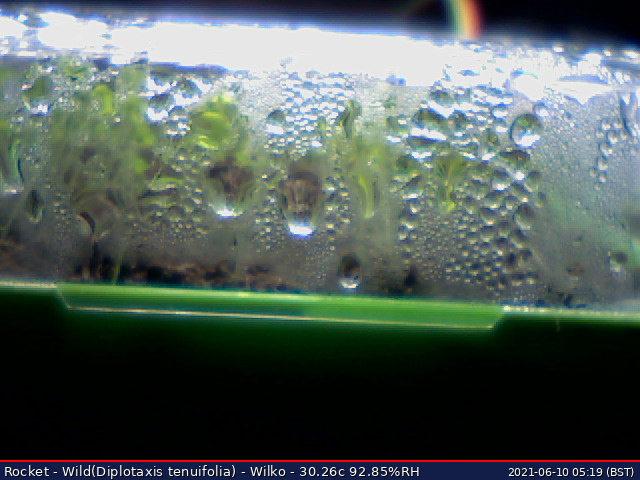 Rocket - Wild(Diplotaxis tenuifolia) - Wilko - 30.26c 92.85%RH
2021-06-10 05:19 (BST)